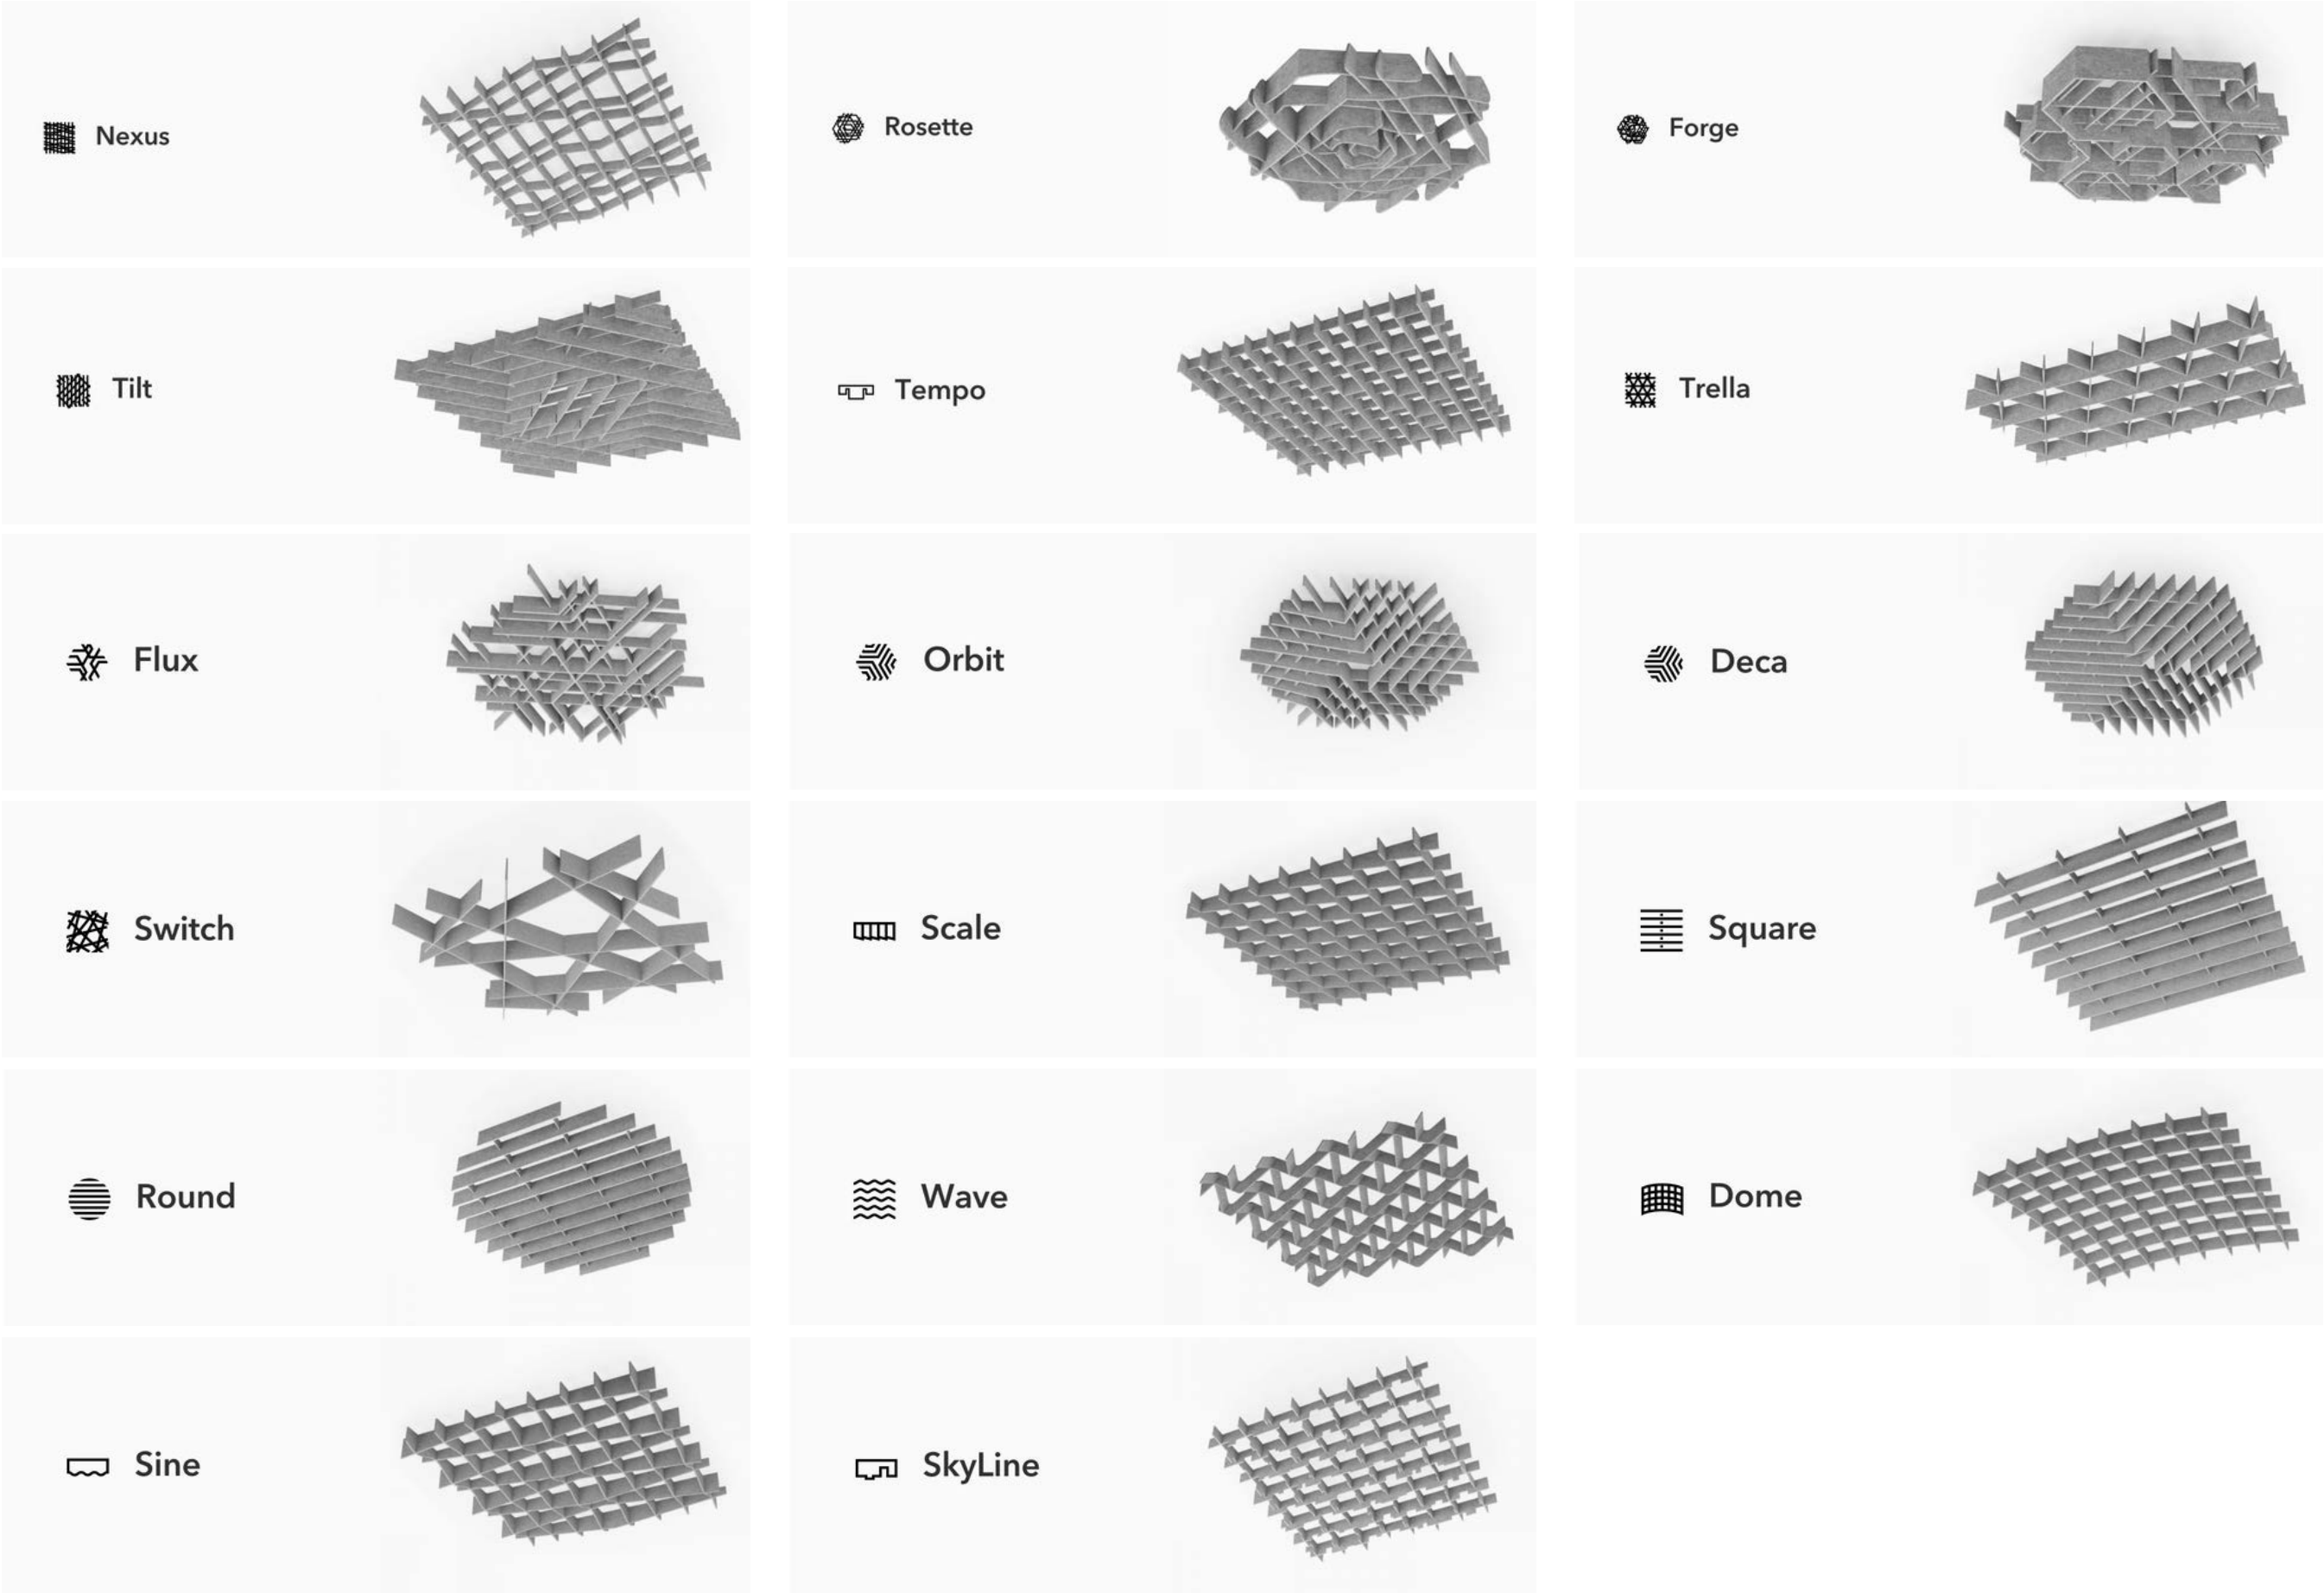 Nexus
Rosette
Forge
Tilt
Tempo
Trella
Flux
Orbit
Deca
Switch
Scale
Square
Round
Wave
Dome
Sine
SkyLine